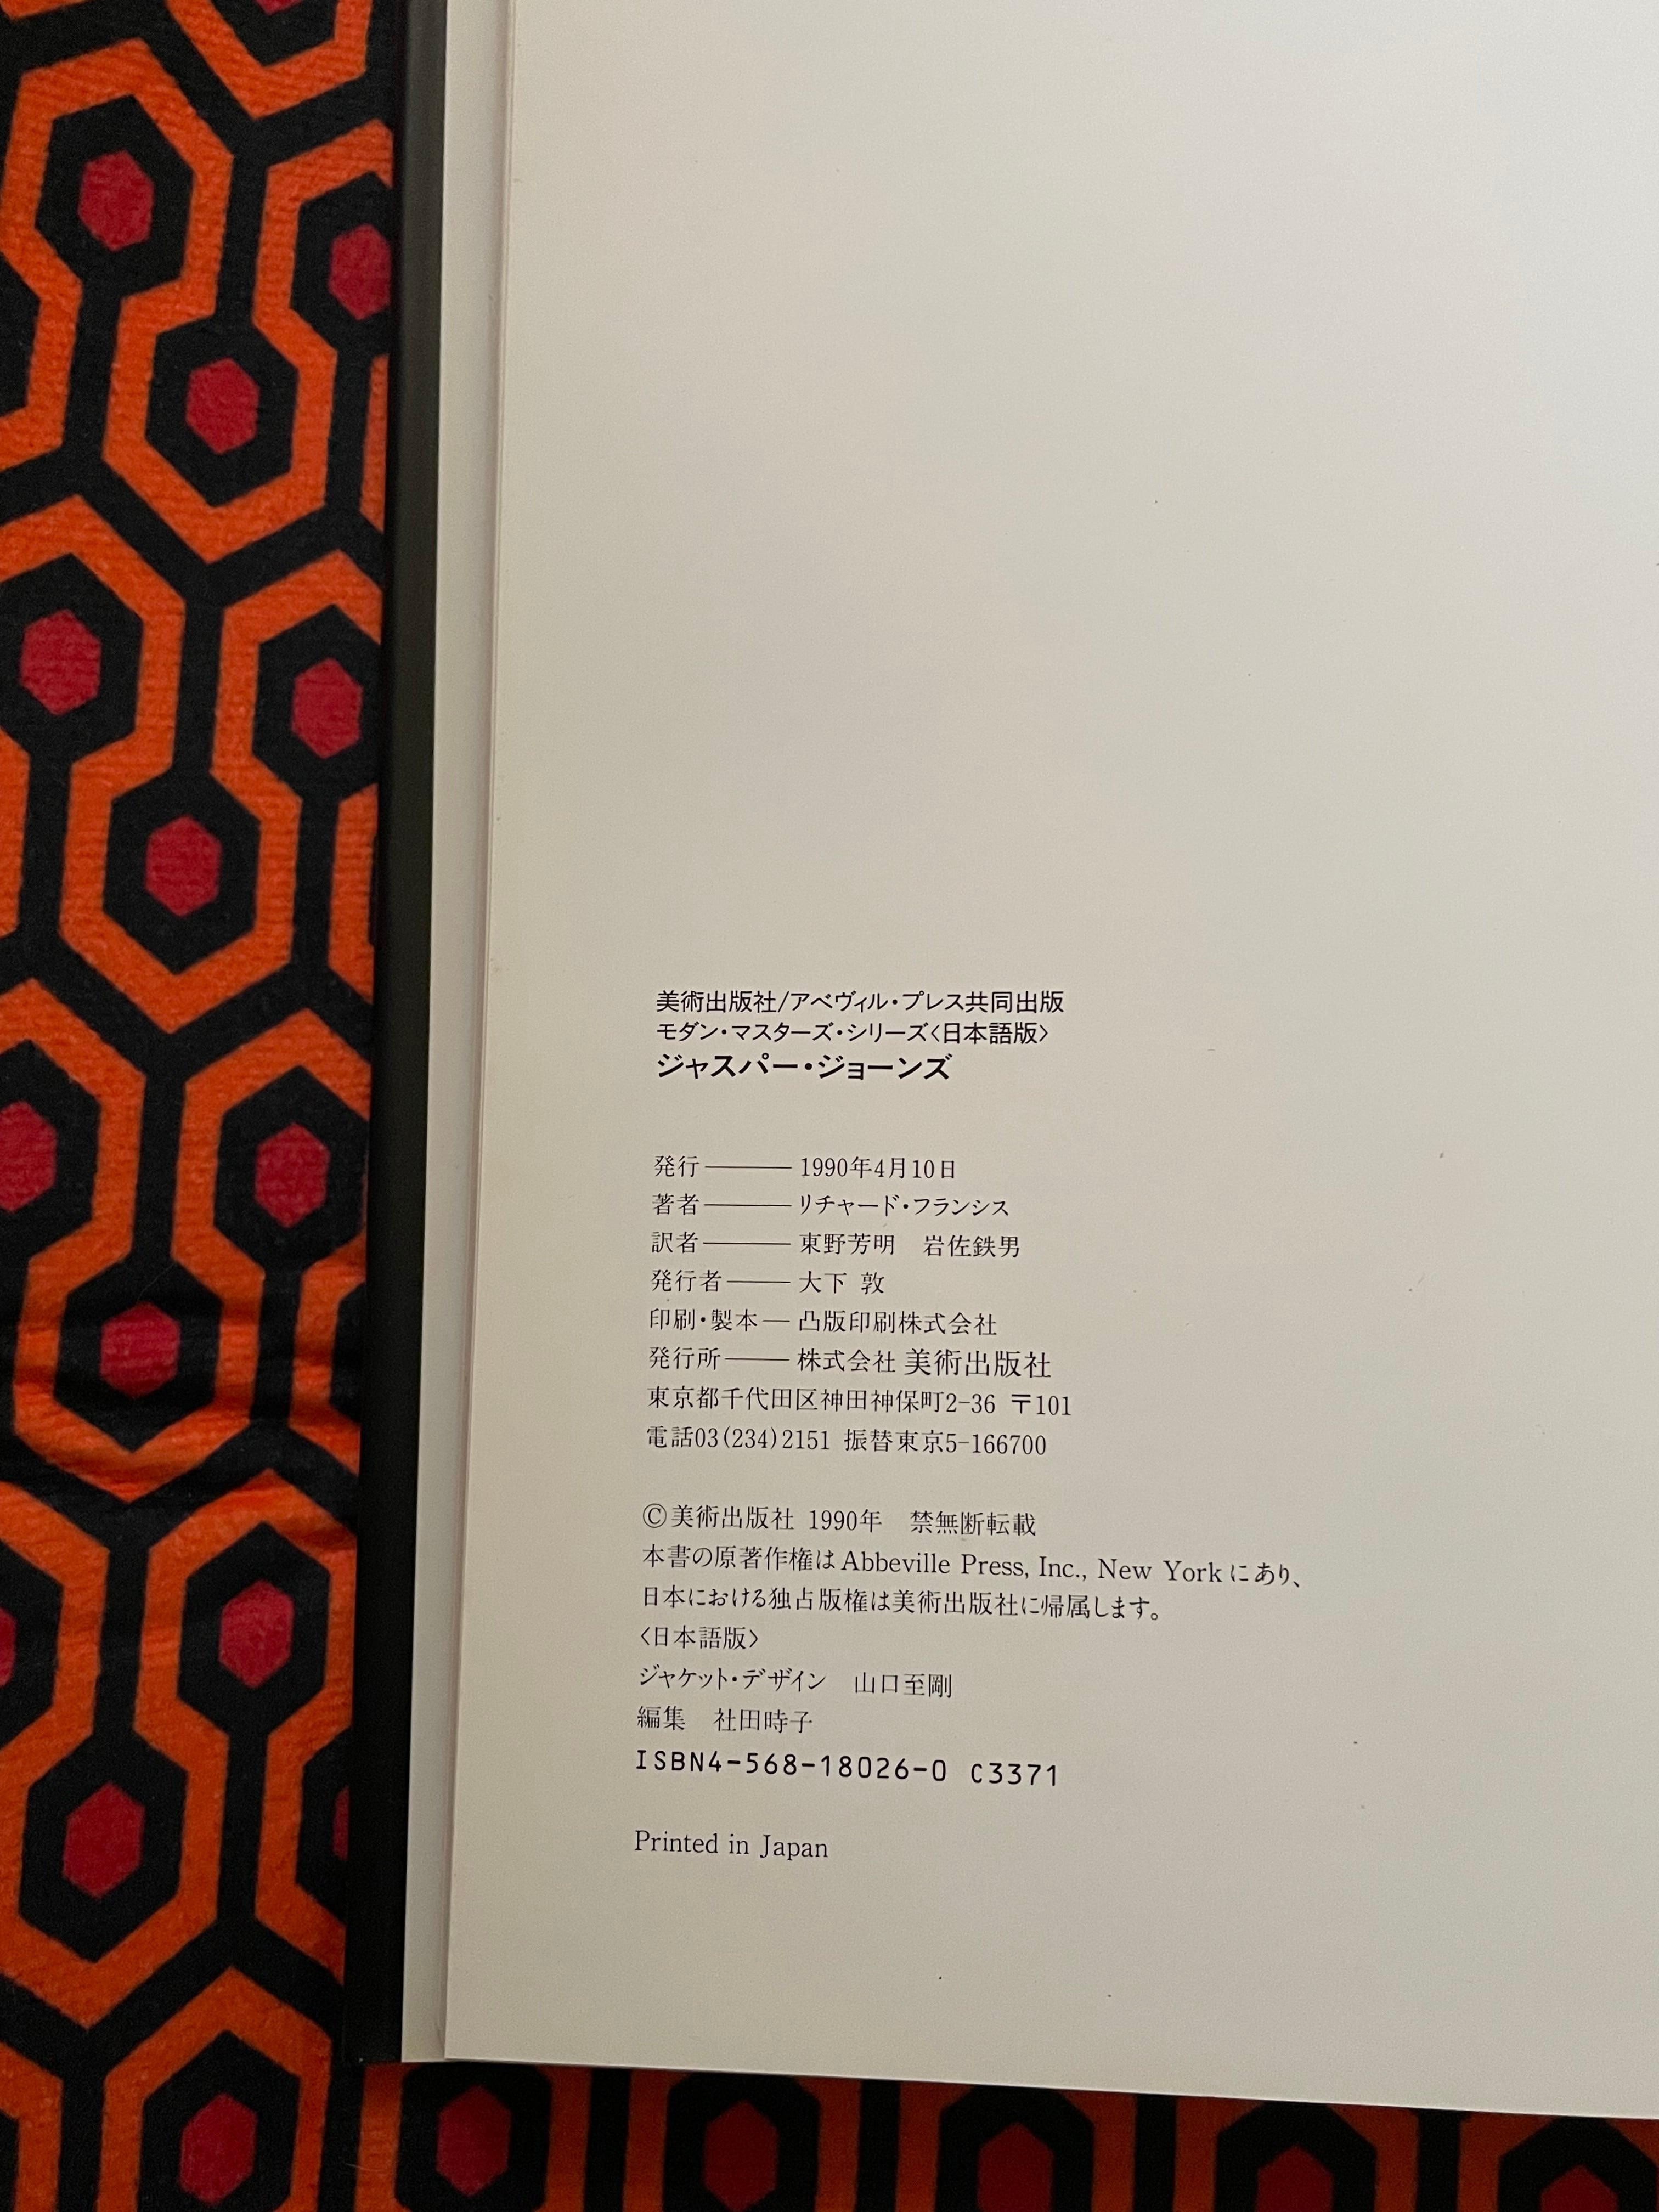 美術出版社/アベヴィル・プレス共同出版
モダン・マスターズ・シリーズ〈日本語版〉
ジャスパー・ジョーンズ
発行――――1990年4月10日
著者――――リチャード・フランシス
訳者――――東野芳明　岩佐鉄男
発行者―――大下 敦
印刷・製本―凸版印刷株式会社
発行所―――株式会社 美術出版社
東京都千代田区神田神保町2-36 〒101
電話03(234)2151 振替東京5-166700
©美術出版社 1990年　禁無断転載
本書の原著作権はAbbeville Press, Inc., New Yorkにあり、
日本における独占版権は美術出版社に帰属します。
〈日本語版〉
ジャケット・デザイン　山口至剛
編集　社田時子
ISBN4-568-18026-0 C3371
Printed in Japan